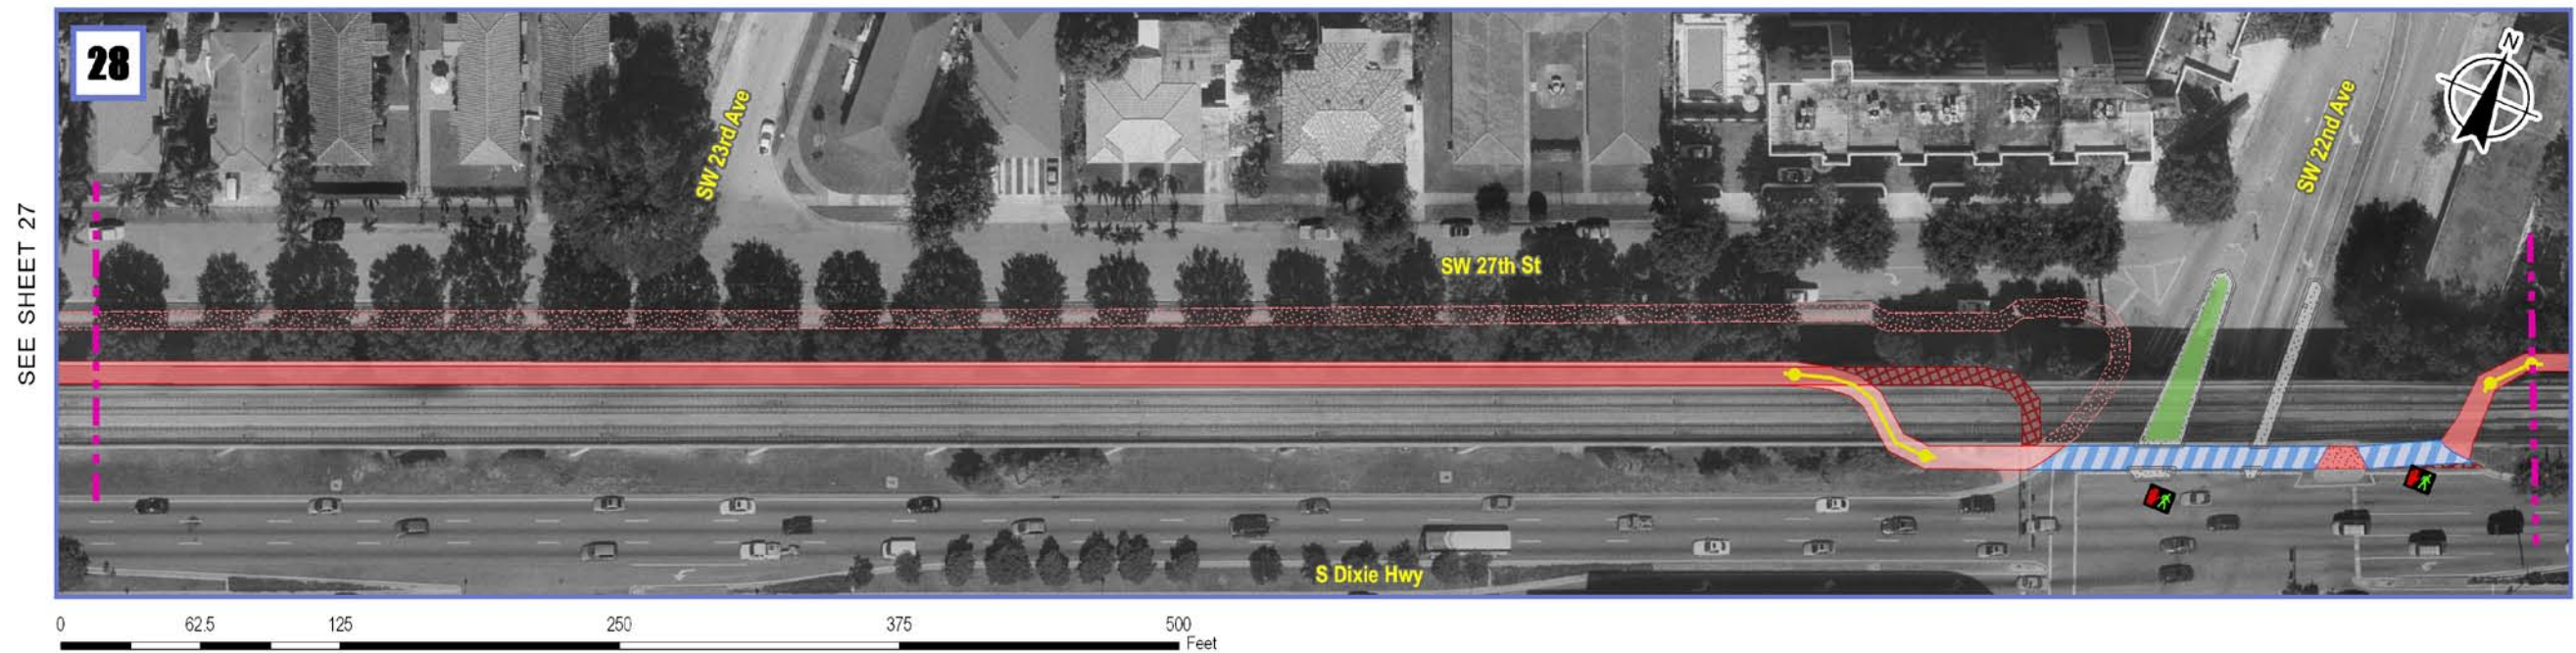 28
N
SW 23rd Ave
SW 22nd Ave
SEE SHEET 27
SW 27th St
S Dixie Hwy
0 62.5 125 250 375 500
Feet